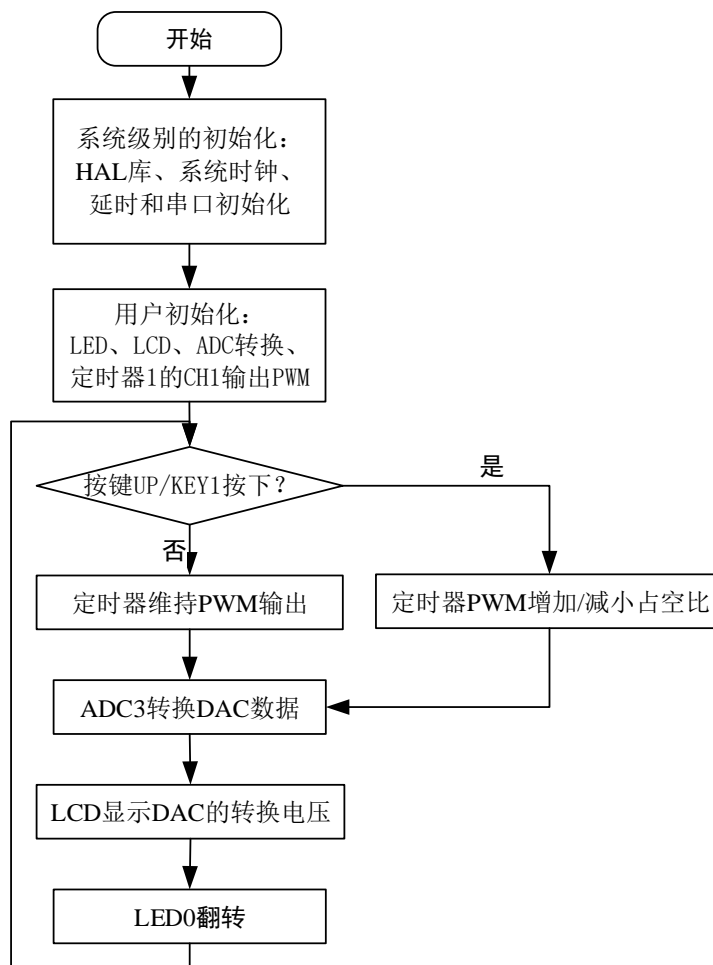 开始
系统级别的初始化：
HAL库、系统时钟、
延时和串口初始化
用户初始化：
LED、LCD、ADC转换、
定时器1的CH1输出PWM
按键UP/KEY1按下？
是
否
定时器维持PWM输出
定时器PWM增加/减小占空比
ADC3转换DAC数据
LCD显示DAC的转换电压
LED0翻转